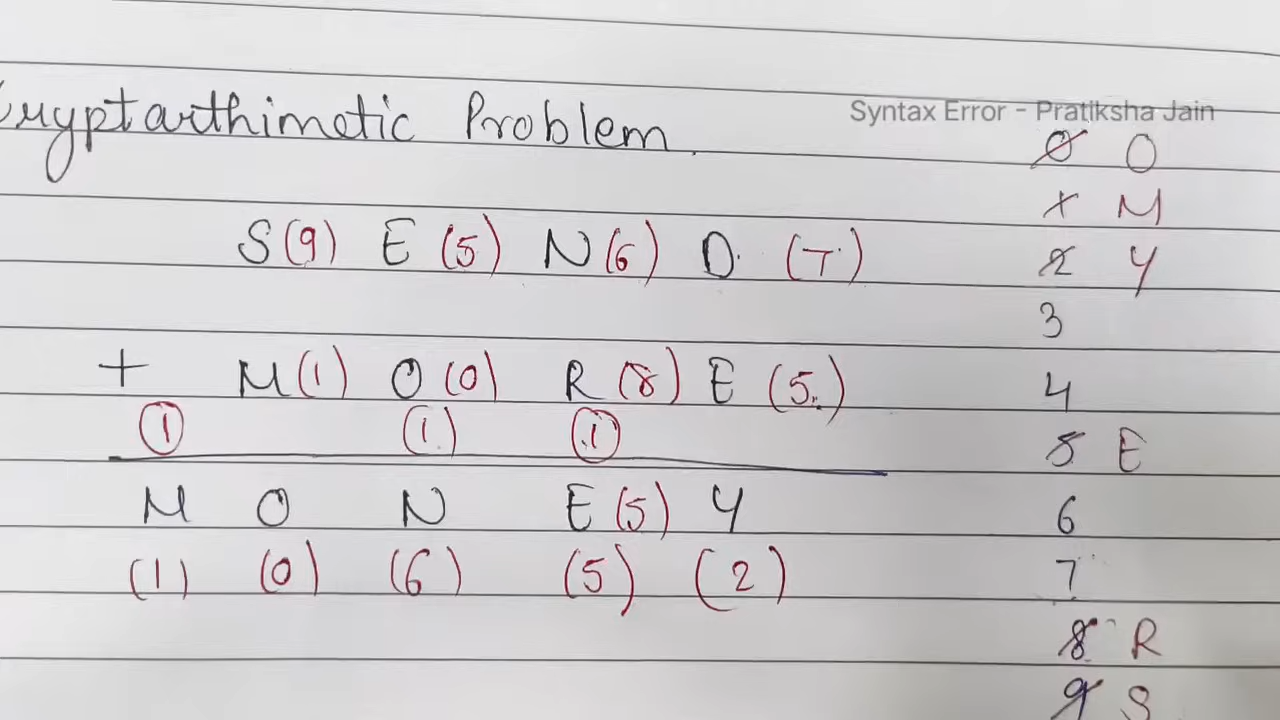 Cryptarthimetic Problem.
Syntax Error - Pratiksha Jain
0 O
1 M
S (9) E (5) N (6) D (7)
2 Y
3
+ M (1) O (0) R (8) E (5)
4
1 (1) 1
5 E
M O N E (5) Y
6
(1) (0) (6) (5) (2)
7
8 R
9 S